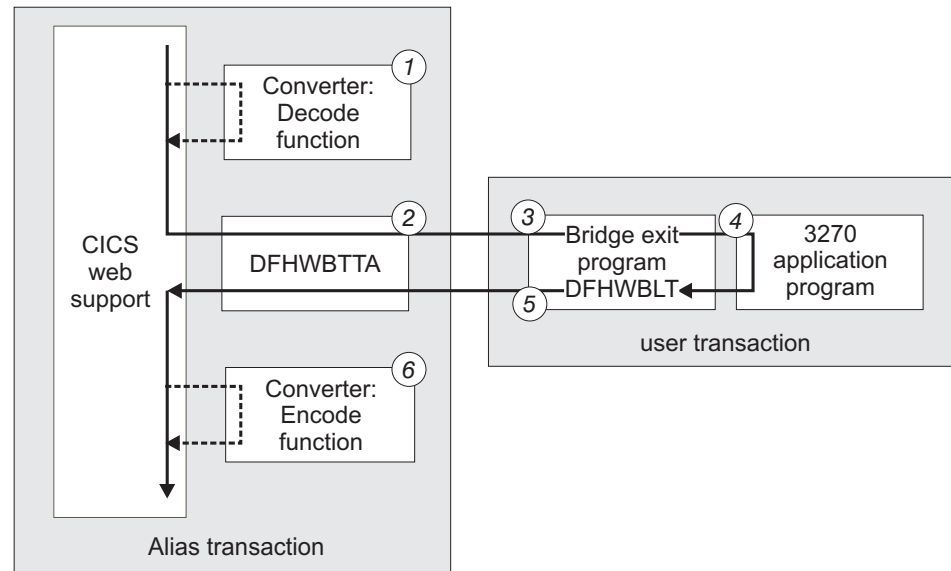 1
Converter:
Decode
function
CICS
web
support
2
DFHWBTTA
3
Bridge exit
program
DFHWBLT
4
3270
application
program
5
user transaction
6
Converter:
Encode
function
Alias transaction